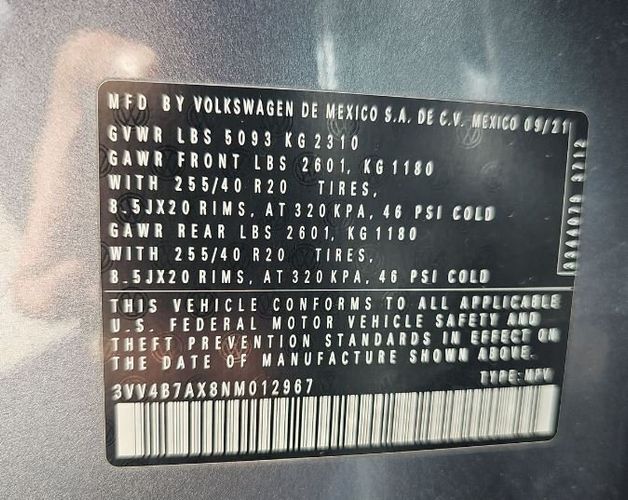 MFD BY VOLKSWAGEN DE MEXICO S.A. DE C.V. MEXICO 09/21
GVWR LBS 5093 KG 2310
GAWR FRONT LBS 2601, KG 1180
WITH 255/40 R20 TIRES,
8.5JX20 RIMS, AT 320 KPA, 46 PSI COLD
GAWR REAR LBS 2601, KG 1180
WITH 255/40 R20 TIRES,
8.5JX20 RIMS, AT 320 KPA, 46 PSI COLD
THIS VEHICLE CONFORMS TO ALL APPLICABLE
U.S. FEDERAL MOTOR VEHICLE SAFETY AND
THEFT PREVENTION STANDARDS IN EFFECT ON
THE DATE OF MANUFACTURE SHOWN ABOVE.
3VV4B7AX8NM012967 TYPE: MPV